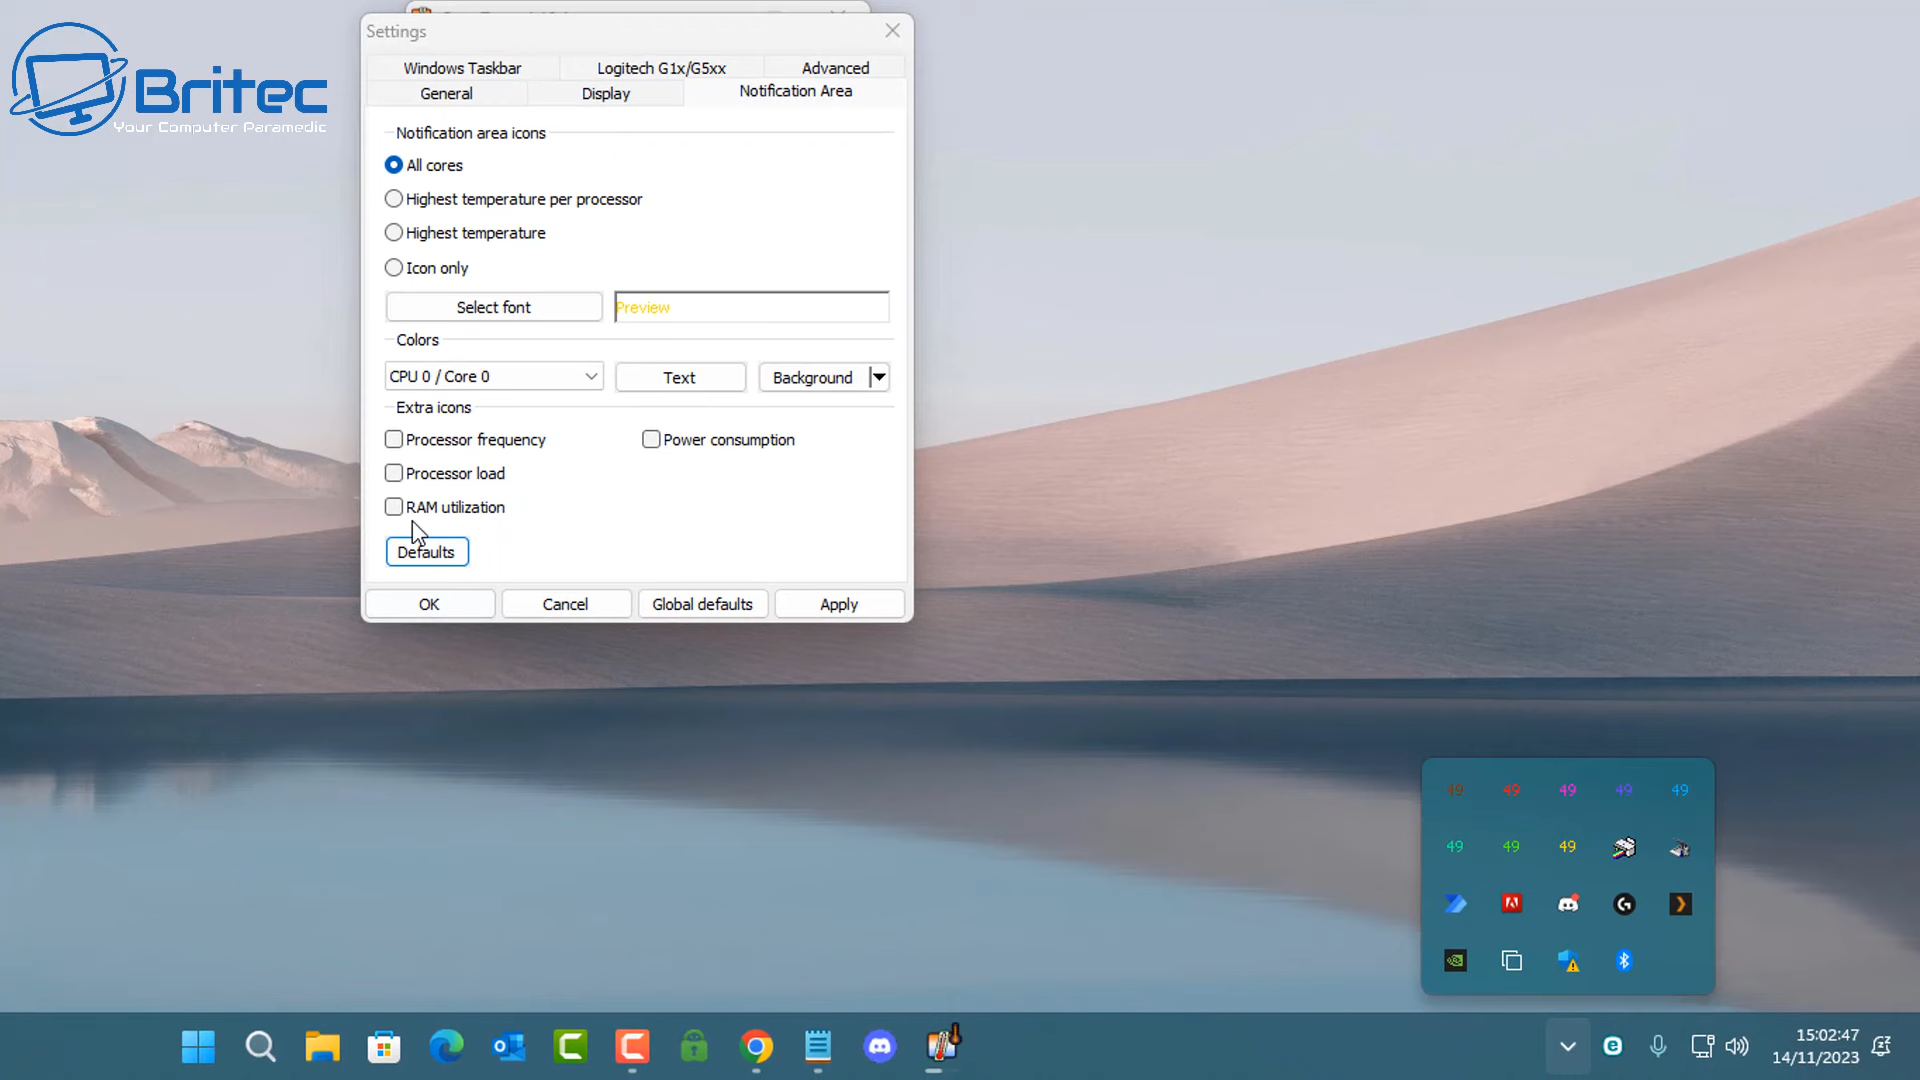 Britec
Your Computer Paramedic
Settings
Windows Taskbar
Logitech G1x/G5xx
Advanced
General
Display
Notification Area
Notification area icons
All cores
Highest temperature per processor
Highest temperature
Icon only
Select font
Preview
Colors
CPU 0 / Core 0
Text
Background
Extra icons
Processor frequency
Power consumption
Processor load
RAM utilization
Defaults
OK
Cancel
Global defaults
Apply
49 49 49 49 49
49 49 49
15:02:47
14/11/2023